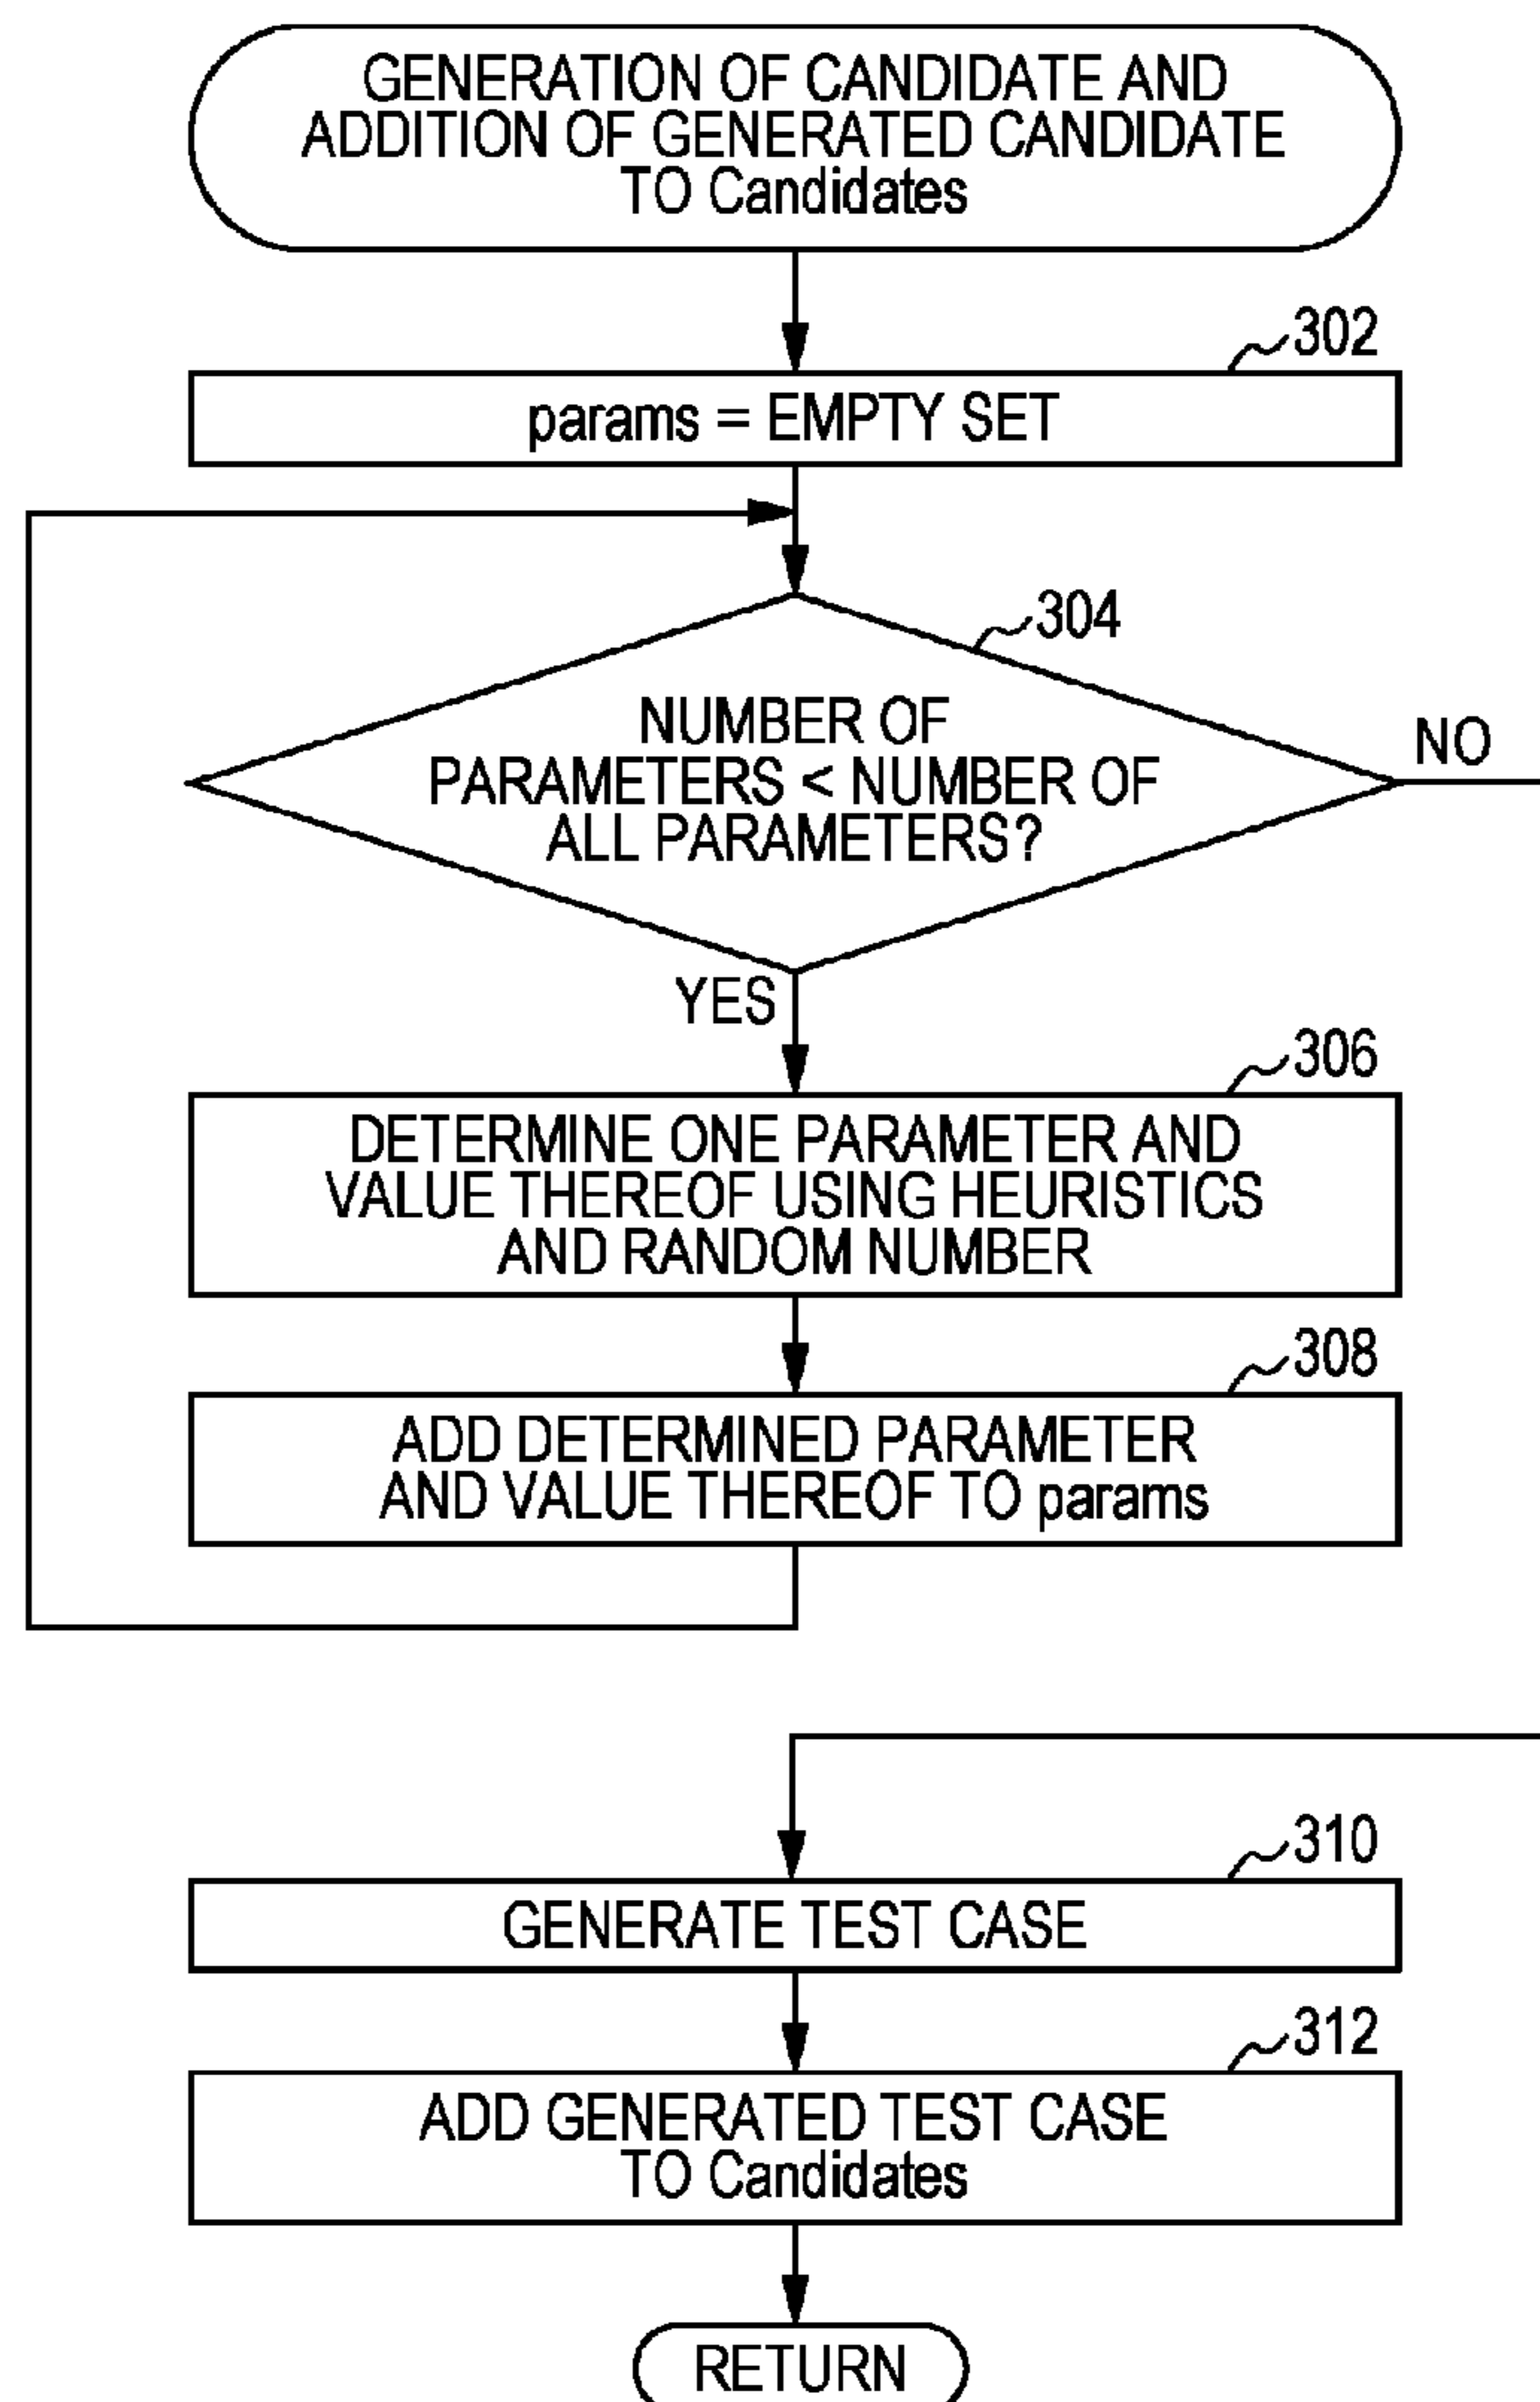 GENERATION OF CANDIDATE AND
ADDITION OF GENERATED CANDIDATE
TO Candidates
302
params = EMPTY SET
304
NUMBER OF
PARAMETERS < NUMBER OF
ALL PARAMETERS?
NO
YES
306
DETERMINE ONE PARAMETER AND
VALUE THEREOF USING HEURISTICS
AND RANDOM NUMBER
308
ADD DETERMINED PARAMETER
AND VALUE THEREOF TO params
310
GENERATE TEST CASE
312
ADD GENERATED TEST CASE
TO Candidates
RETURN